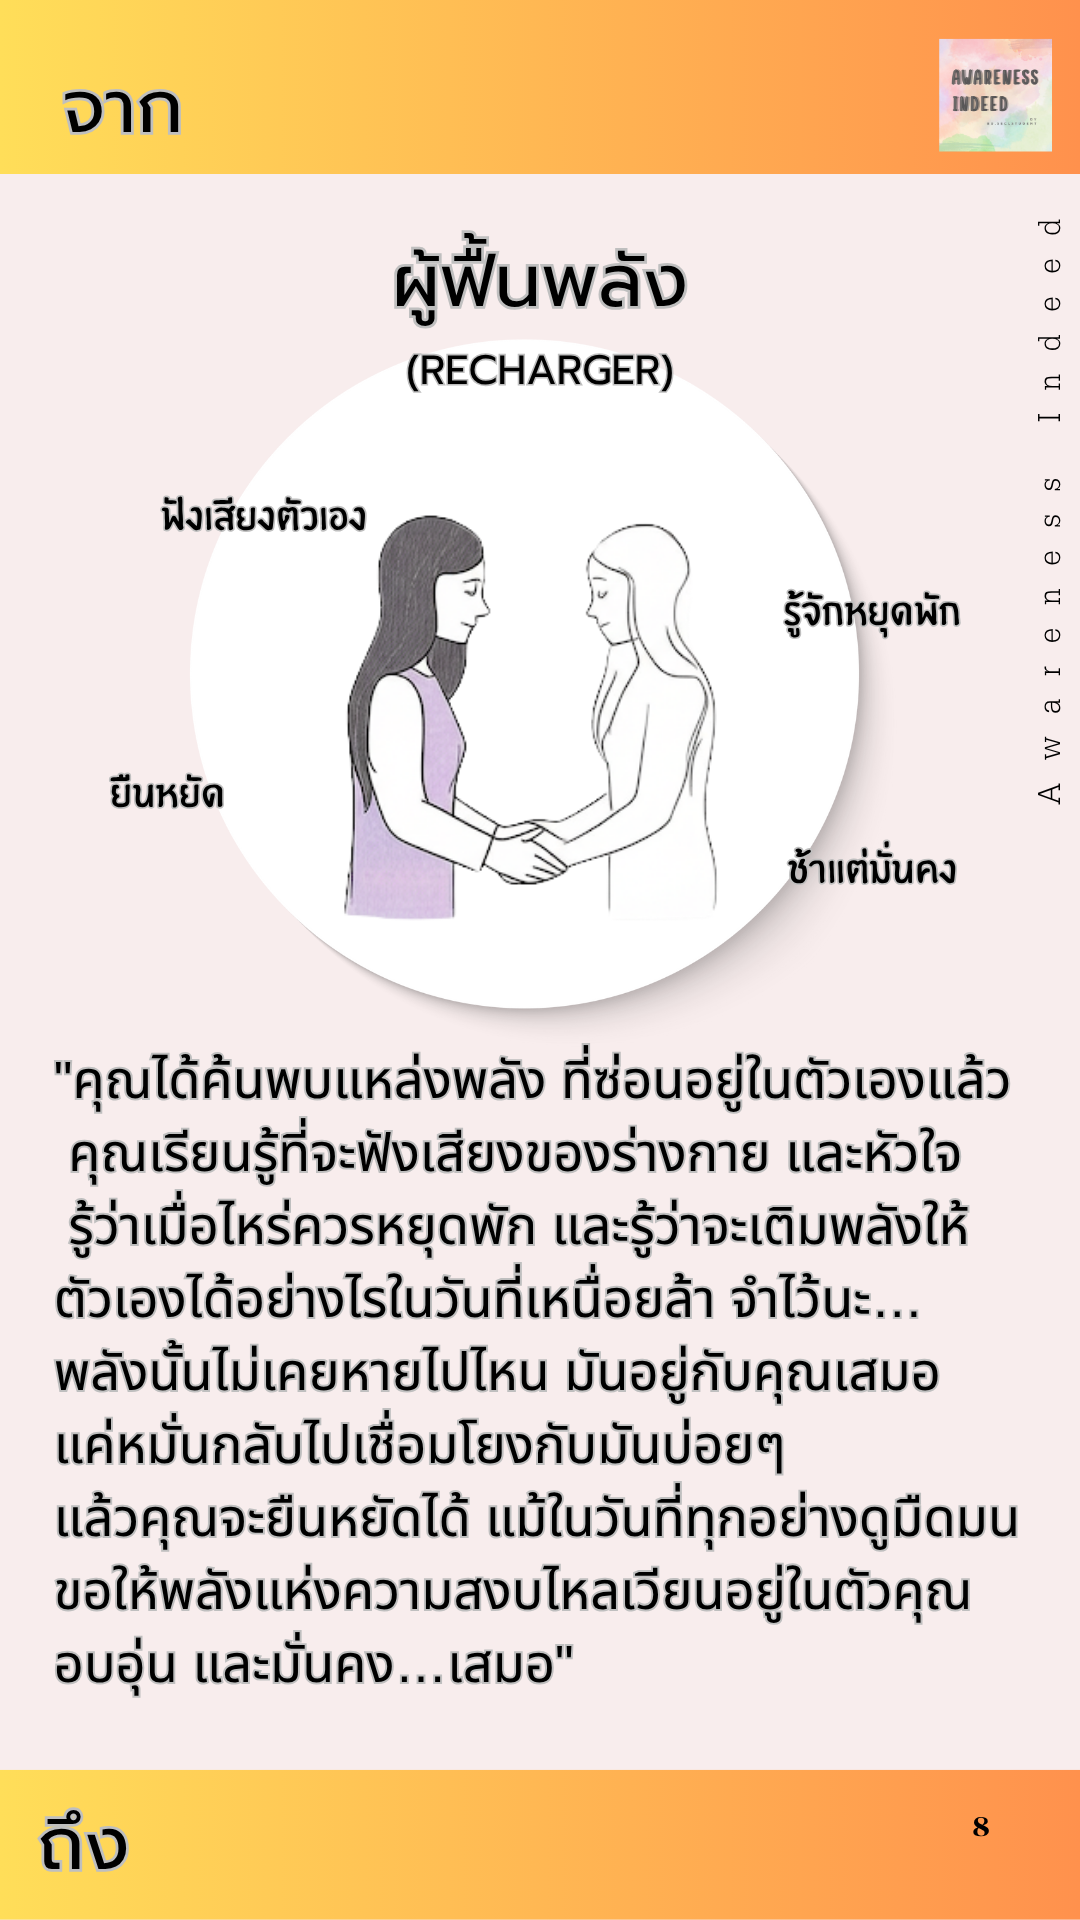 จาก
AWARENESS
INDEED
Awareness Indeed
ผู้ฟื้นพลัง
(RECHARGER)
ฟังเสียงตัวเอง
รู้จักหยุดพัก
ยืนหยัด
ช้าแต่มั่นคง
"คุณได้ค้นพบแหล่งพลัง ที่ซ่อนอยู่ในตัวเองแล้ว
คุณเรียนรู้ที่จะฟังเสียงของร่างกาย และหัวใจ
รู้ว่าเมื่อไหร่ควรหยุดพัก และรู้ว่าจะเติมพลังให้
ตัวเองได้อย่างไรในวันที่เหนื่อยล้า จำไว้นะ...
พลังนั้นไม่เคยหายไปไหน มันอยู่กับคุณเสมอ
แค่หมั่นกลับไปเชื่อมโยงกับมันบ่อยๆ
แล้วคุณจะยืนหยัดได้ แม้ในวันที่ทุกอย่างดูมืดมน
ขอให้พลังแห่งความสงบไหลเวียนอยู่ในตัวคุณ
อบอุ่น และมั่นคง...เสมอ"
ถึง
8